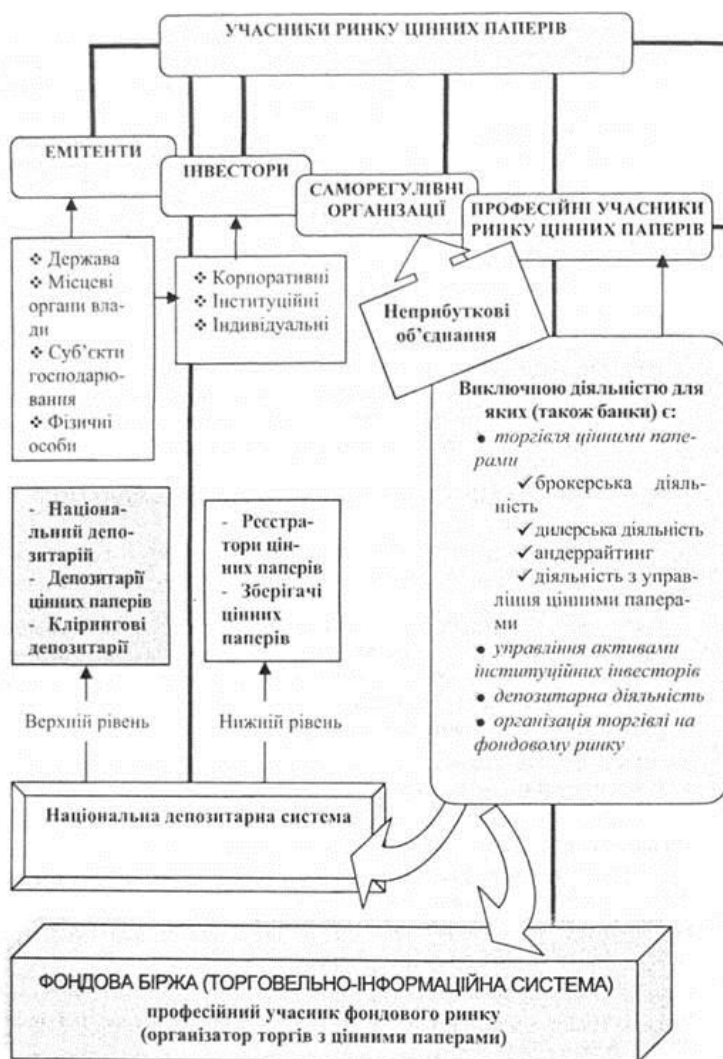 УЧАСНИКИ РИНКУ ЦІННИХ ПАПЕРІВ
ЕМІТЕНТИ
ІНВЕСТОРИ
САМОРЕГУЛІВНІ
ОРГАНІЗАЦІЇ
ПРОФЕСІЙНІ УЧАСНИКИ
РИНКУ ЦІННИХ ПАПЕРІВ
❖ Держава
❖ Місцеві
органи вла-
ди
❖ Суб’єкти
господарю-
вання
❖ Фізичні
особи
❖ Корпоративні
❖ Інституційні
❖ Індивідуальні
Неприбуткові
об’єднання
Виключною діяльністю для
яких (також банки) є:
● торгівля цінними папе-
рами
✓брокерська діяль-
ність
✓дилерська діяльність
✓андеррайтинг
✓діяльність з управ-
ління цінними папера-
ми
● управління активами
інституційних інвесторів
● депозитарна діяльність
● організація торгівлі на
фондовому ринку
- Націона-
льний депо-
зитарій
- Депозитарії
цінних паперів
- Клірингові
депозитарії
- Реєстра-
тори цін-
них паперів
- Зберігачі
цінних
паперів
Верхній рівень
Нижній рівень
Національна депозитарна система
ФОНДОВА БІРЖА (ТОРГОВЕЛЬНО-ІНФОРМАЦІЙНА СИСТЕМА)
професійний учасник фондового ринку
(організатор торгів з цінними паперами)